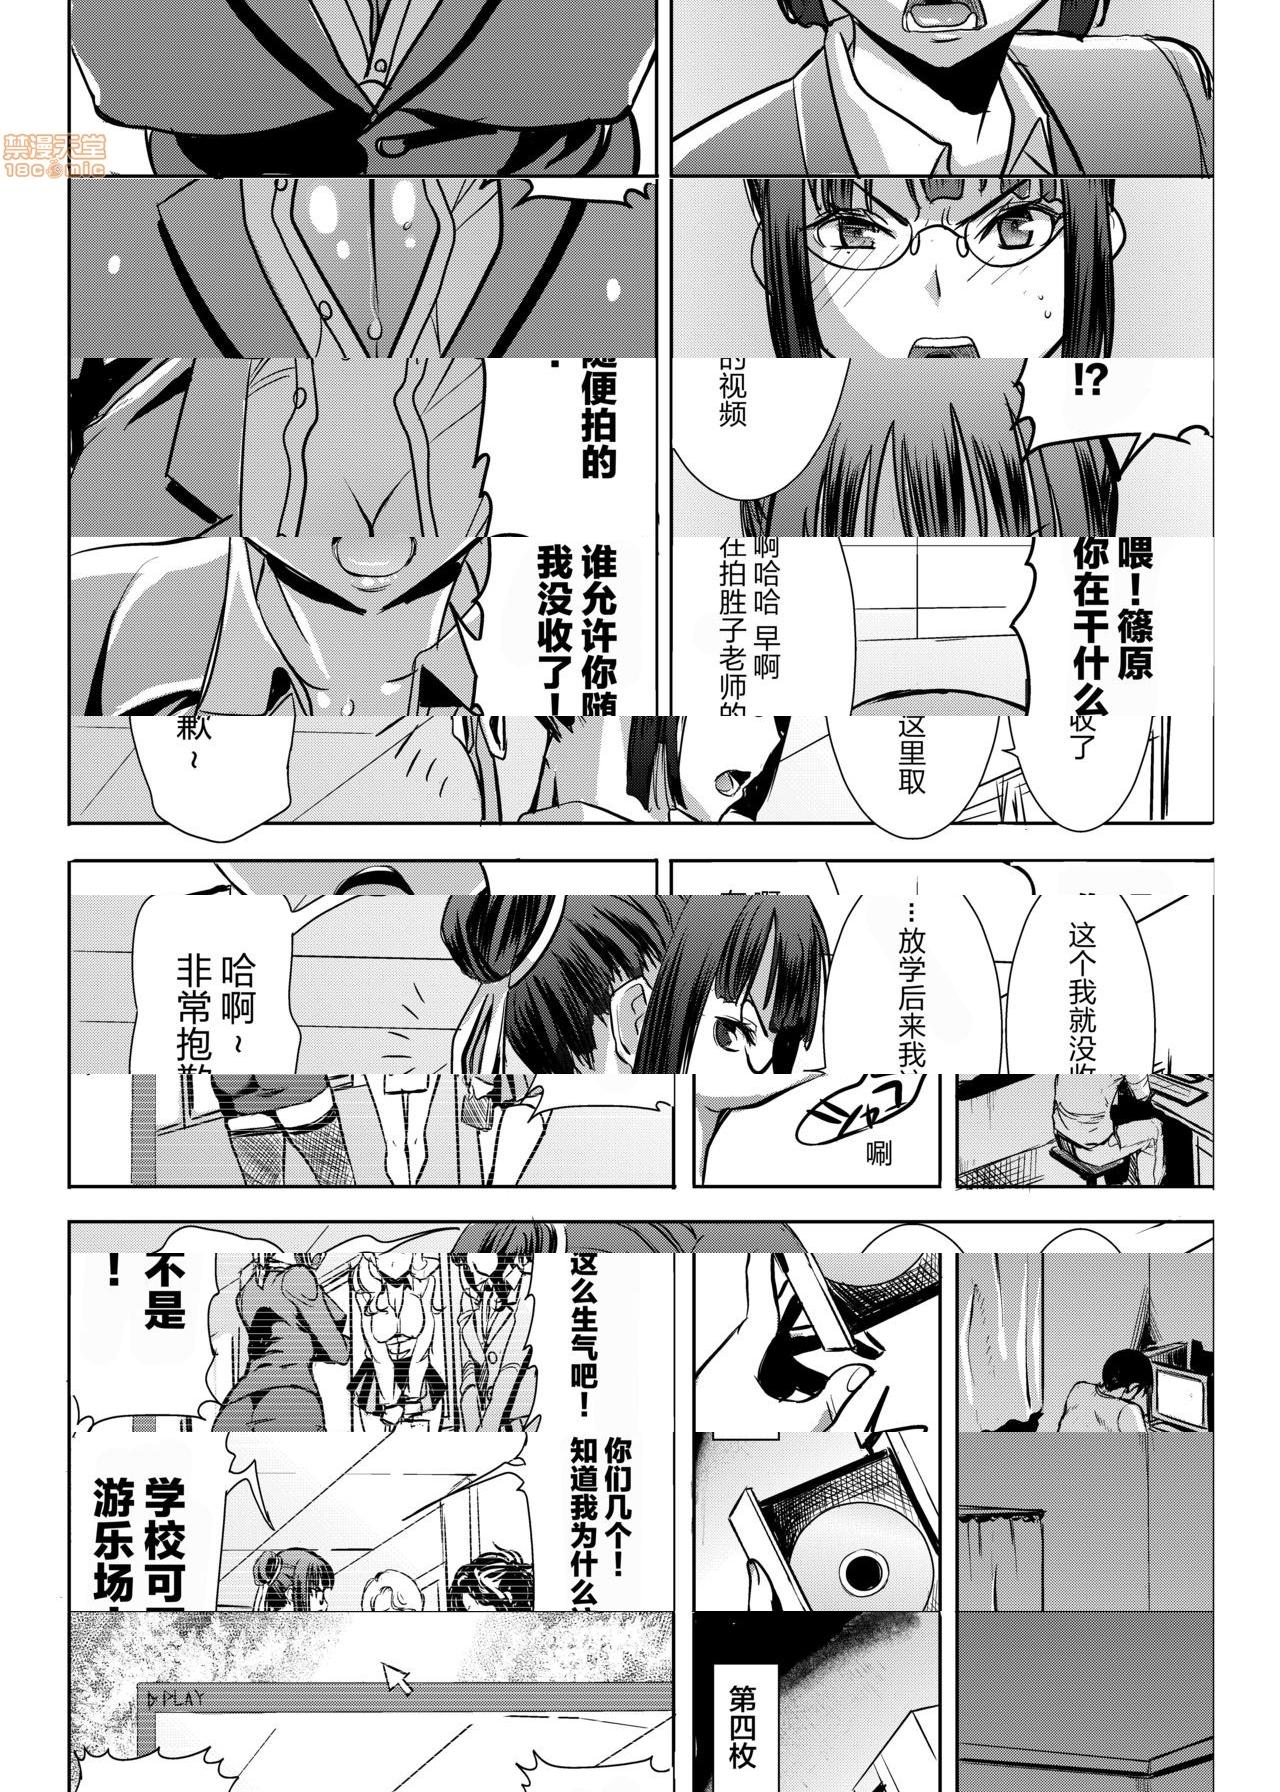 禁漫天堂
18comic
!?
的视频
随便拍的
!
喂！篠原
你在干什么
啊哈哈 早啊
在拍胜子老师的
谁允许你随
我没收了！
收了
这里取
歉~
这个我就没收
…放学后来我这
哈啊~
非常抱歉
唰
这么生气吧！
不是
！
你们几个！
知道我为什么
学校可
游乐场
第四枚
PLAY